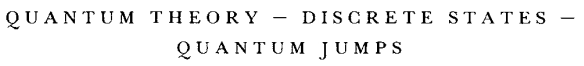 QUANTUM THEORY – DISCRETE STATES –
QUANTUM JUMPS